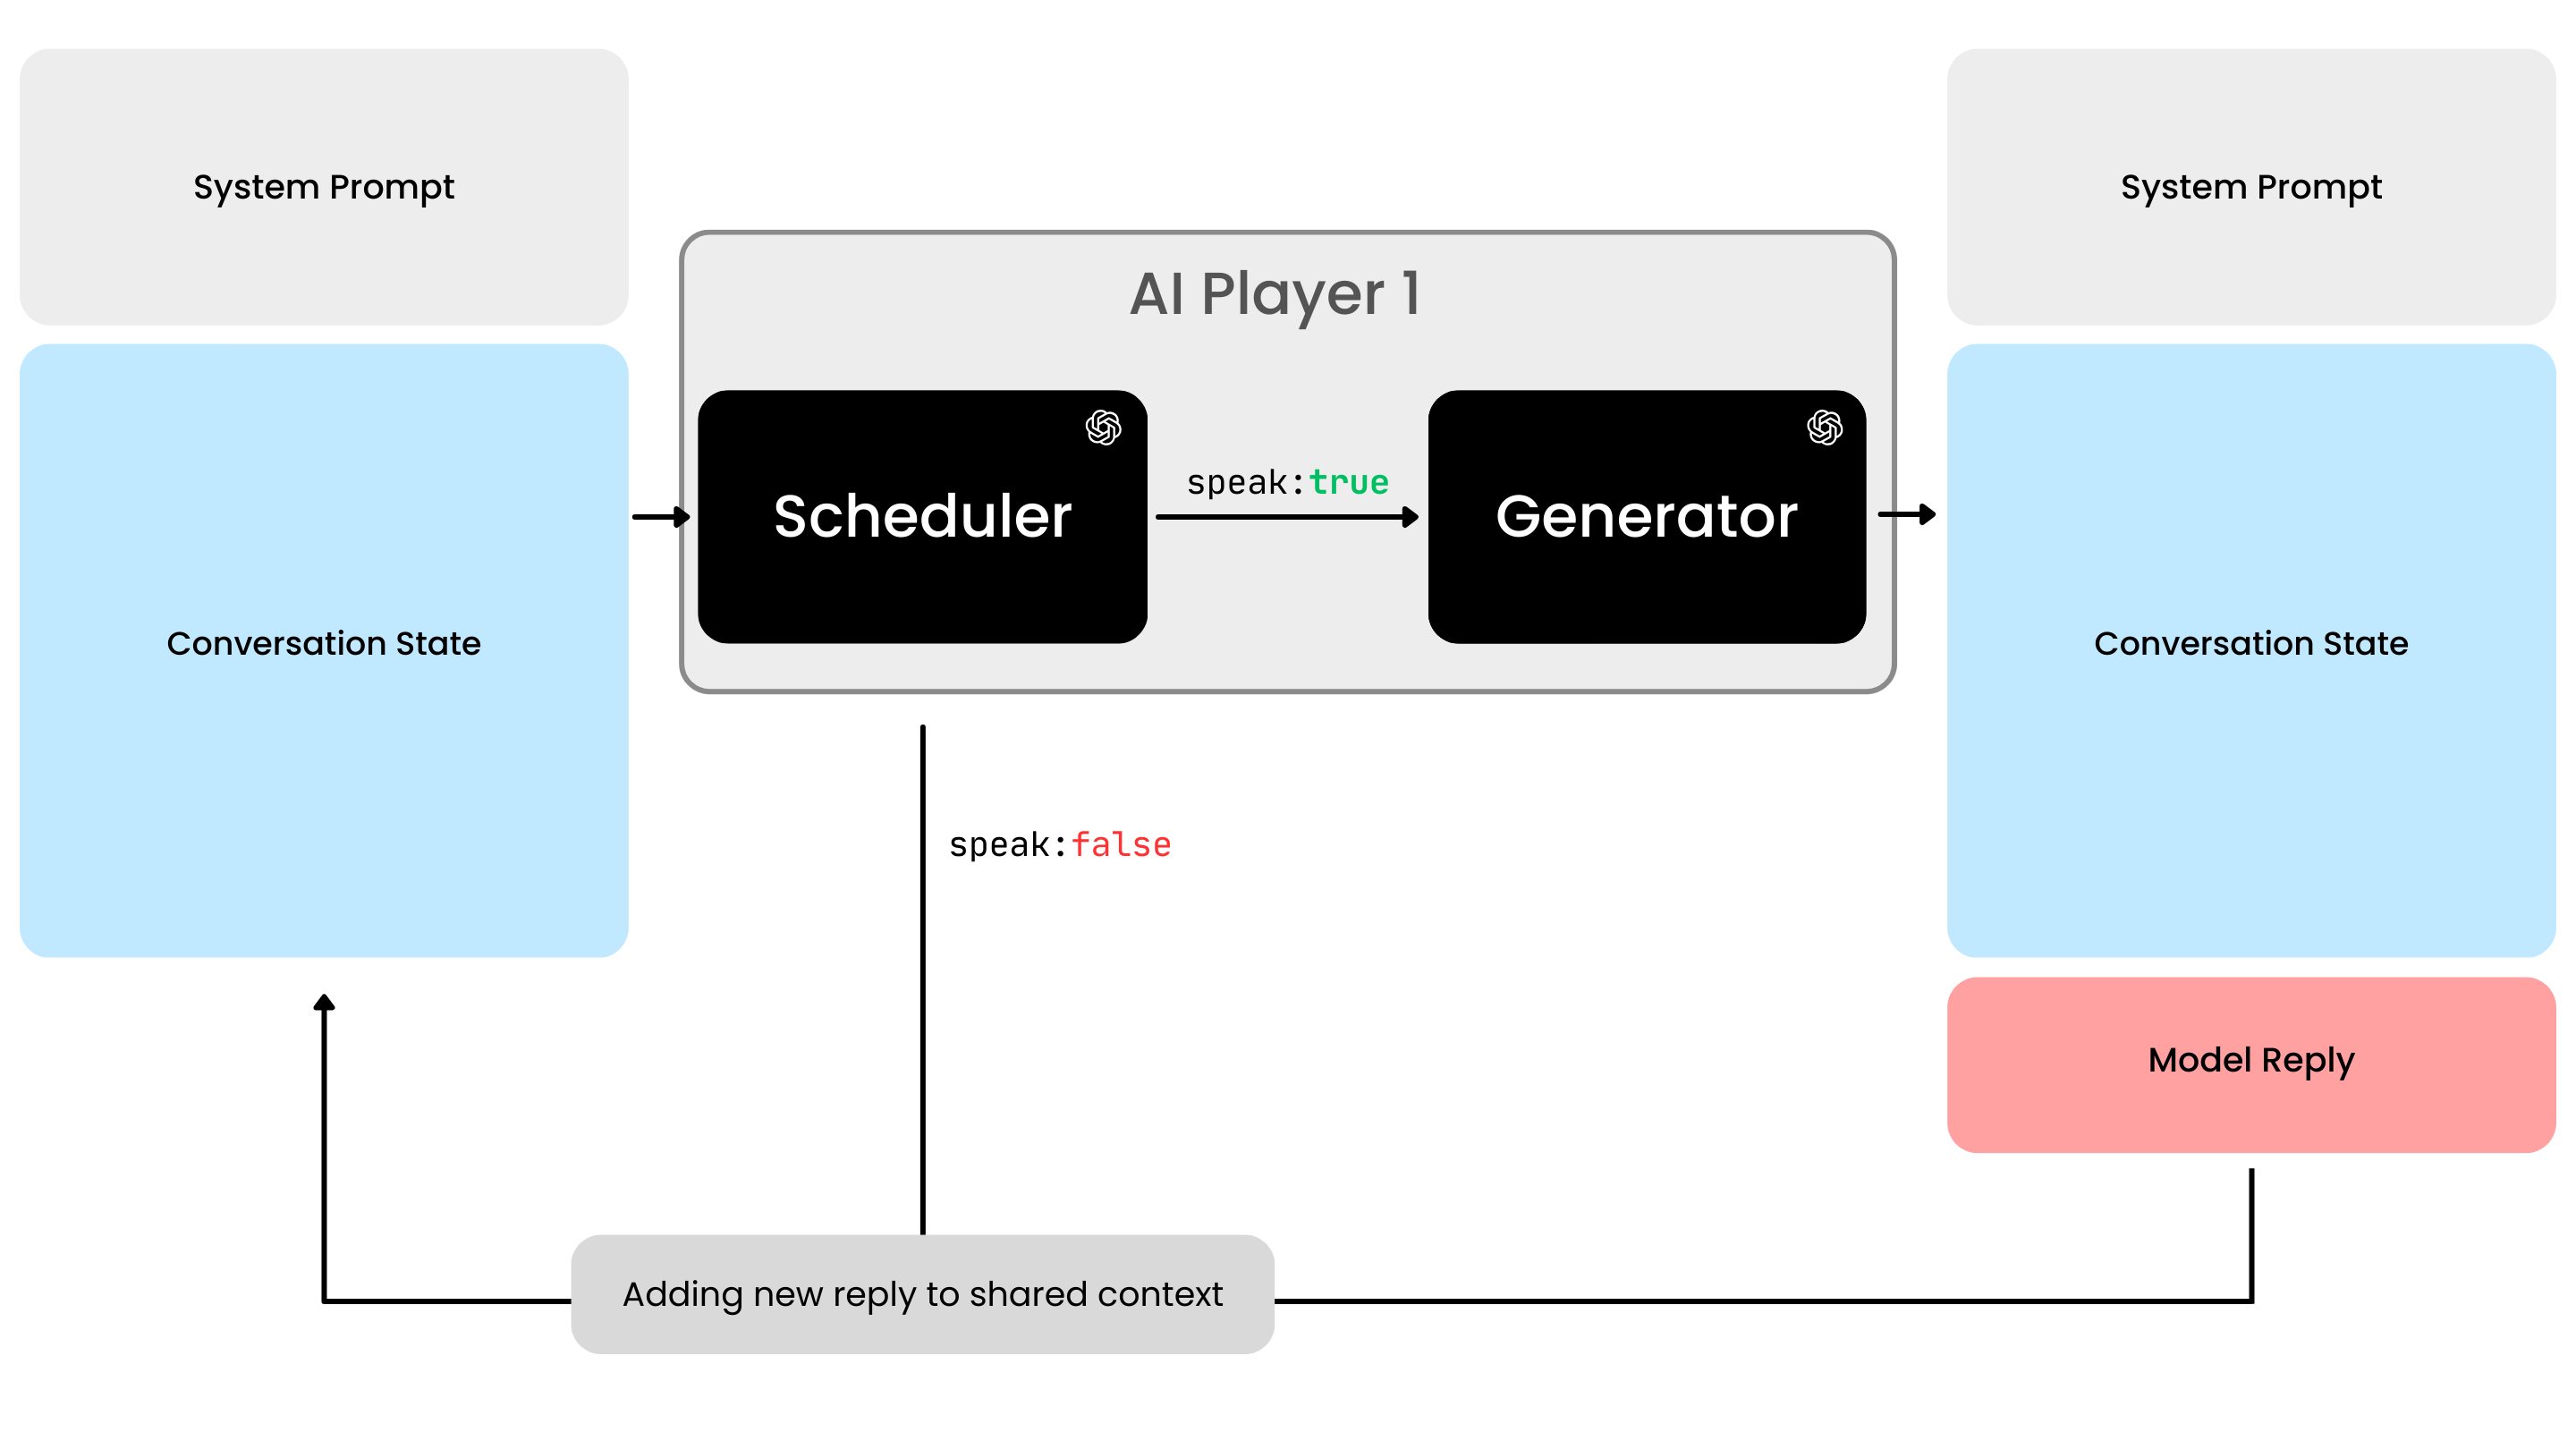 System Prompt
Conversation State
AI Player 1
Scheduler
speak:true
Generator
speak:false
System Prompt
Conversation State
Model Reply
Adding new reply to shared context